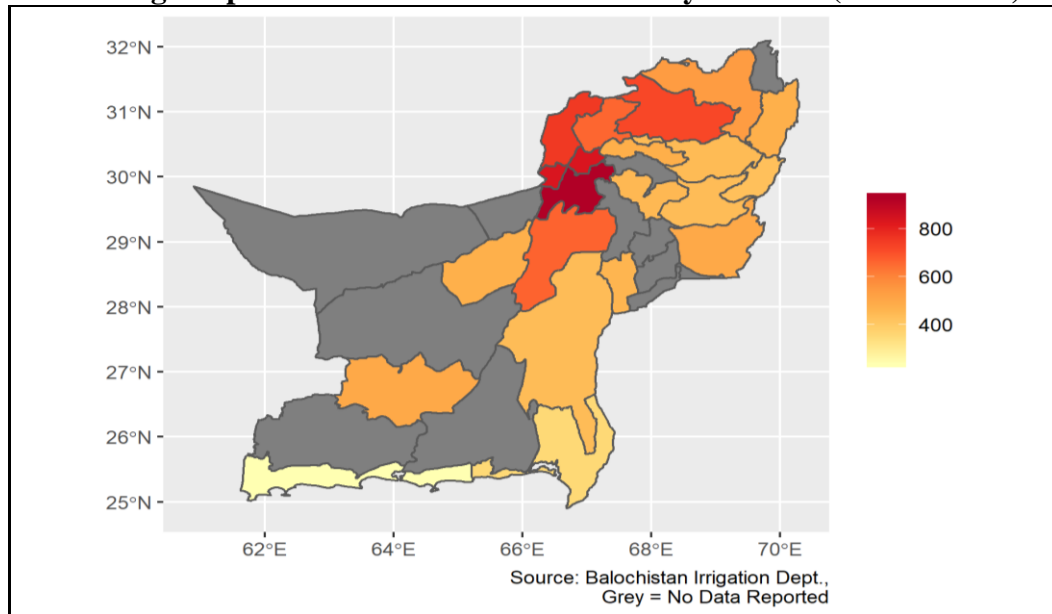 32°N
31°N
30°N
29°N
28°N
27°N
26°N
25°N
62°E 64°E 66°E 68°E 70°E
800
600
400
Source: Balochistan Irrigation Dept.,
Grey = No Data Reported